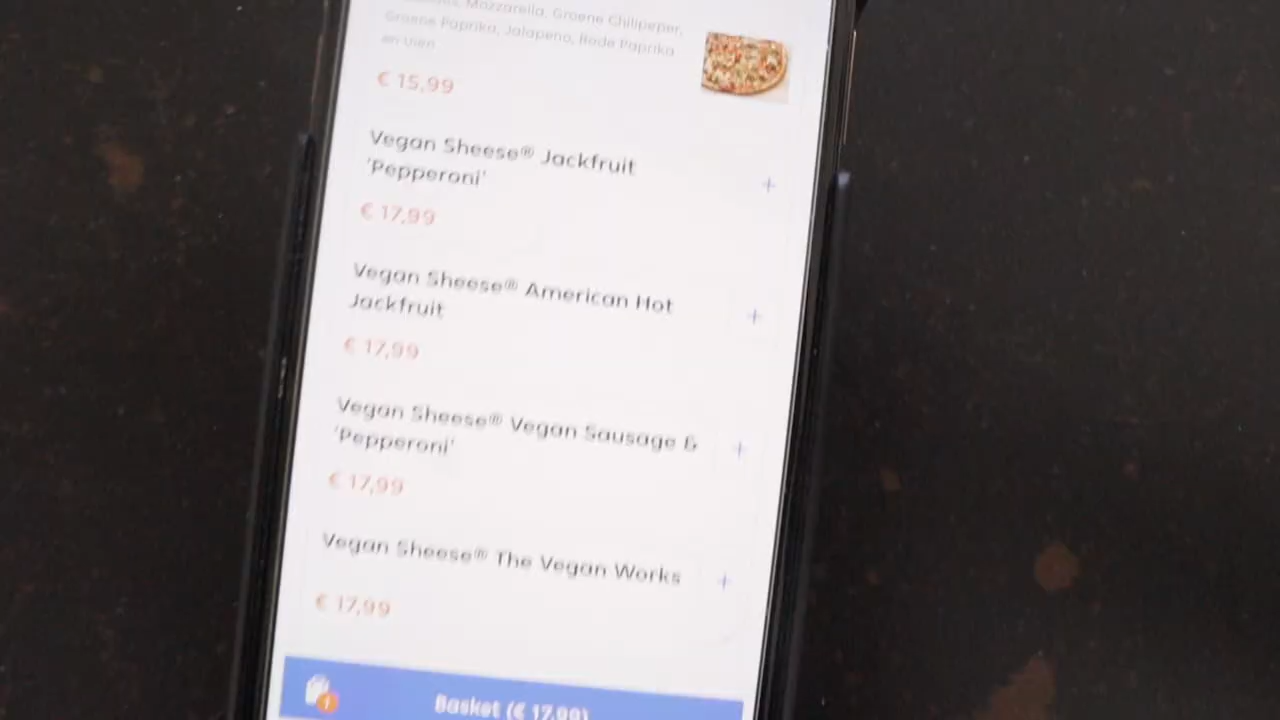 Mozzarella, Groene Chilipeper,
Groene Paprika, Jalapeno, Rode Paprika
en Uien
€ 15,99
Vegan Sheese® Jackfruit
'Pepperoni'
+
€ 17,99
Vegan Sheese® American Hot
Jackfruit
+
€ 17,99
Vegan Sheese® Vegan Sausage &
'Pepperoni'
+
€ 17,99
Vegan Sheese® The Vegan Works
+
€ 17,99
1
Basket (€ 17,99)